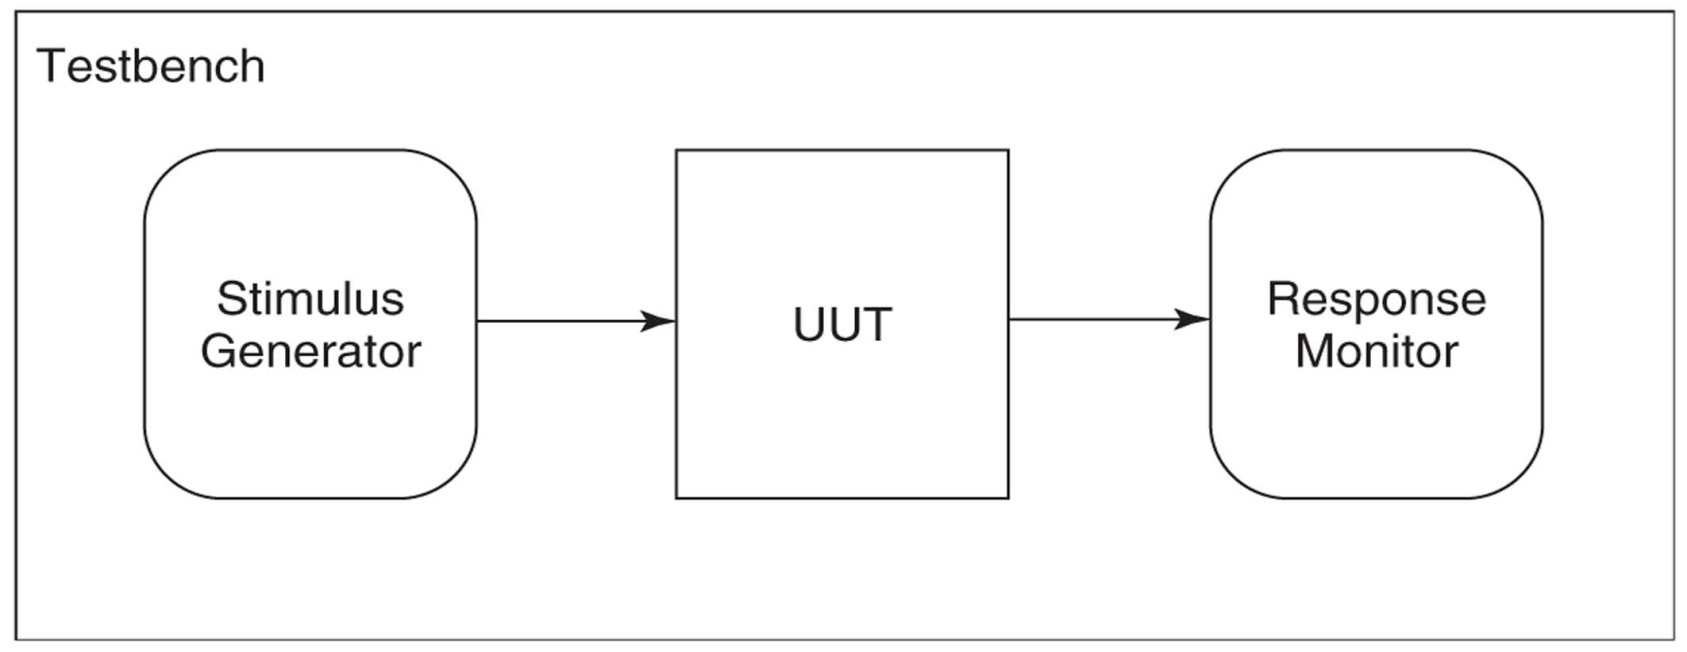 Testbench
Stimulus
Generator
UUT
Response
Monitor